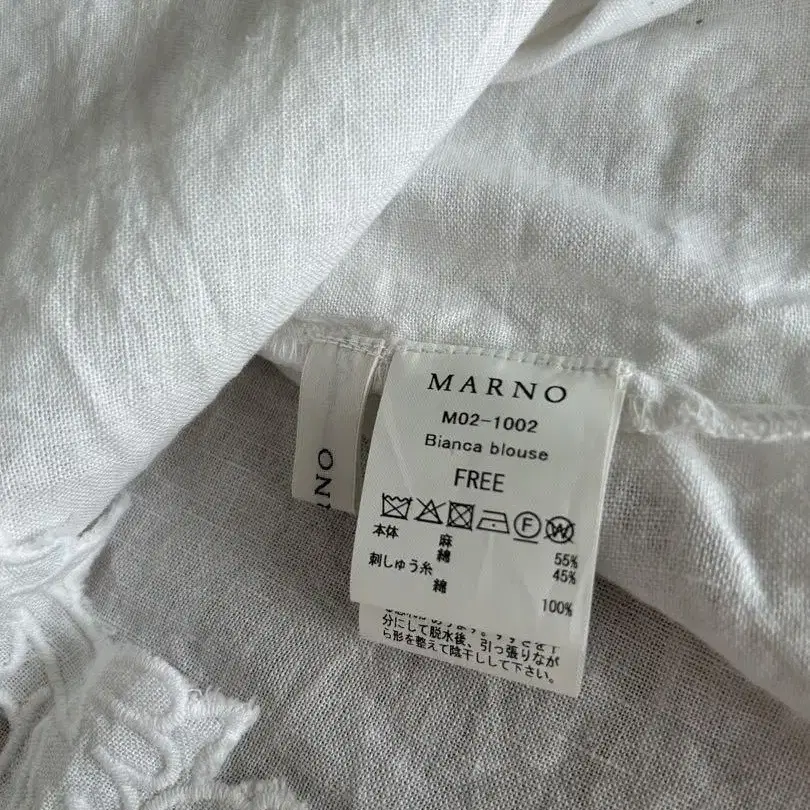 MARNO
M02-1002
Bianca blouse
FREE
F W
本体 麻 55%
綿 45%
刺しゅう糸
綿 100%
分にして脱水後、引っ張りなが
ら形を整えて陰干しして下さい。
NO